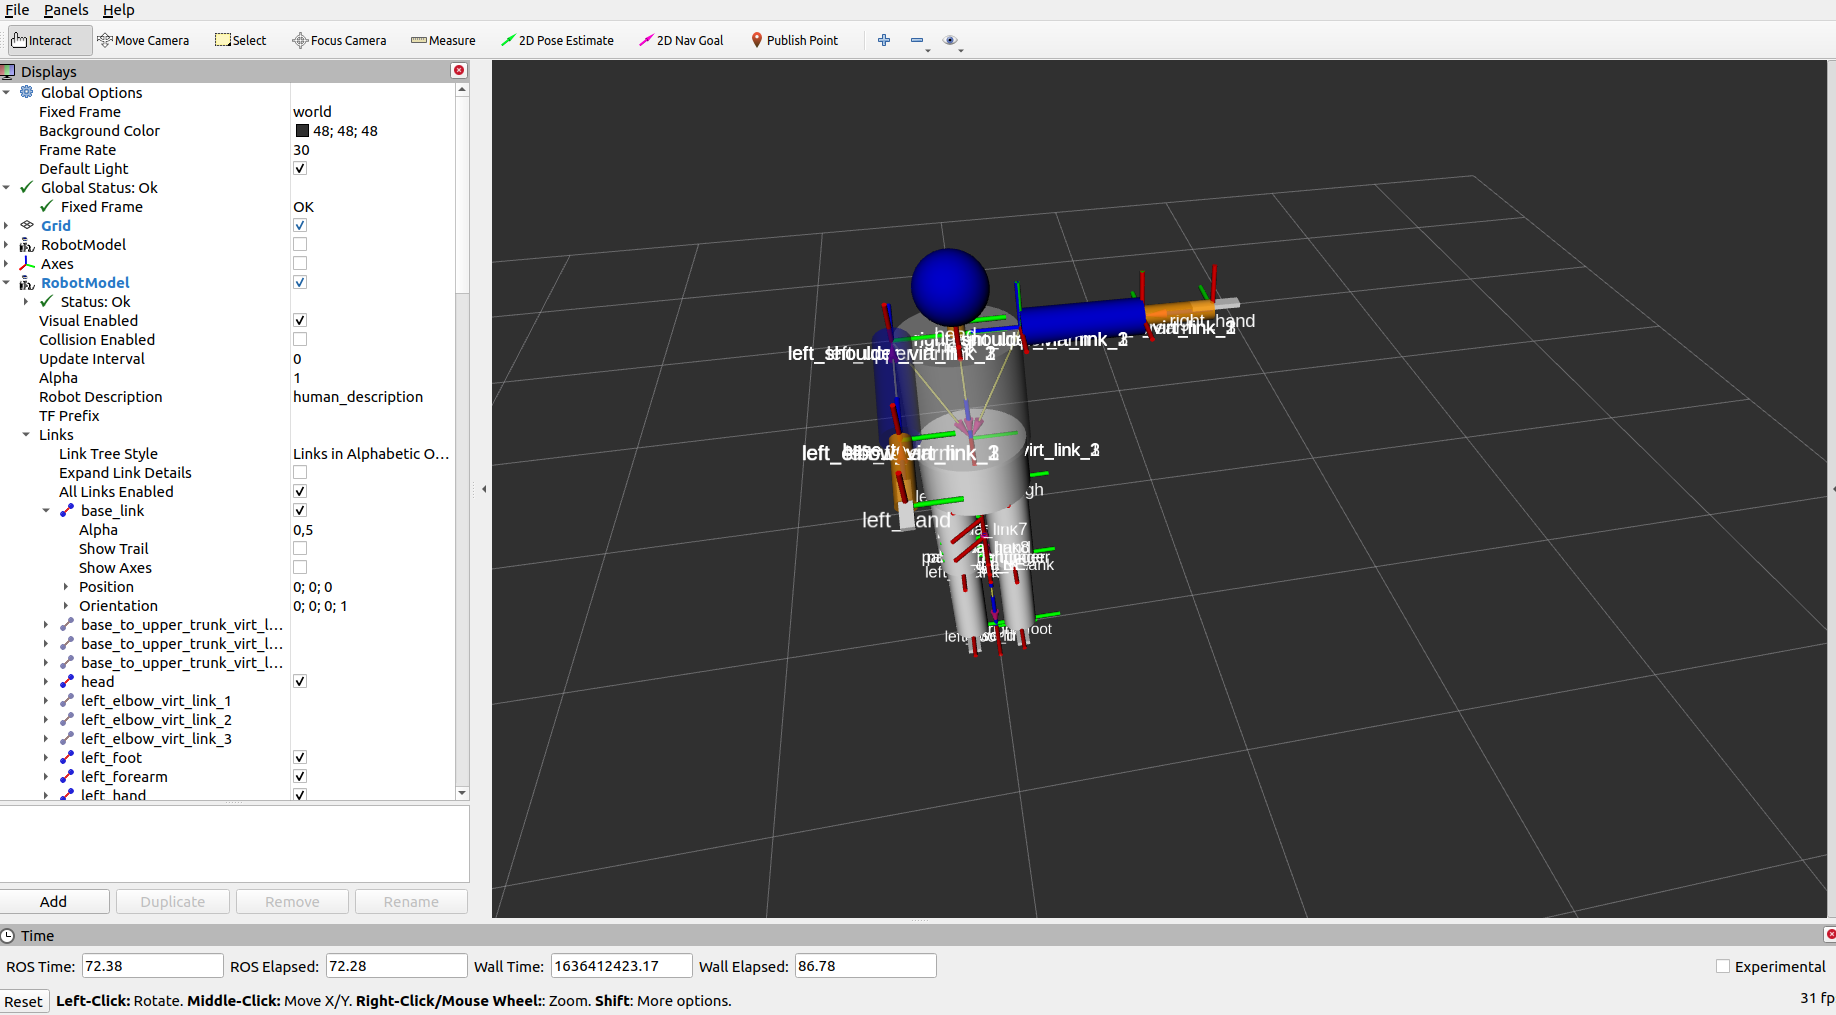 File Panels Help
Interact Move Camera Select Focus Camera Measure 2D Pose Estimate 2D Nav Goal Publish Point
Displays
Global Options
Fixed Frame world
Background Color 48; 48; 48
Frame Rate 30
Default Light
Global Status: Ok
Fixed Frame OK
Grid
RobotModel
Axes
RobotModel
Status: Ok
Visual Enabled
Collision Enabled
Update Interval 0
Alpha 1
Robot Description human_description
TF Prefix
Links
Link Tree Style Links in Alphabetic O...
Expand Link Details
All Links Enabled
base_link
Alpha 0,5
Show Trail
Show Axes
Position 0; 0; 0
Orientation 0; 0; 0; 1
base_to_upper_trunk_virt_l...
base_to_upper_trunk_virt_l...
base_to_upper_trunk_virt_l...
head
left_elbow_virt_link_1
left_elbow_virt_link_2
left_elbow_virt_link_3
left_foot
left_forearm
left_hand
right_hand
head
left_hand
Add Duplicate Remove Rename
Time
ROS Time: 72.38 ROS Elapsed: 72.28 Wall Time: 1636412423.17 Wall Elapsed: 86.78 Experimental
Reset Left-Click: Rotate. Middle-Click: Move X/Y. Right-Click/Mouse Wheel:: Zoom. Shift: More options. 31 fp